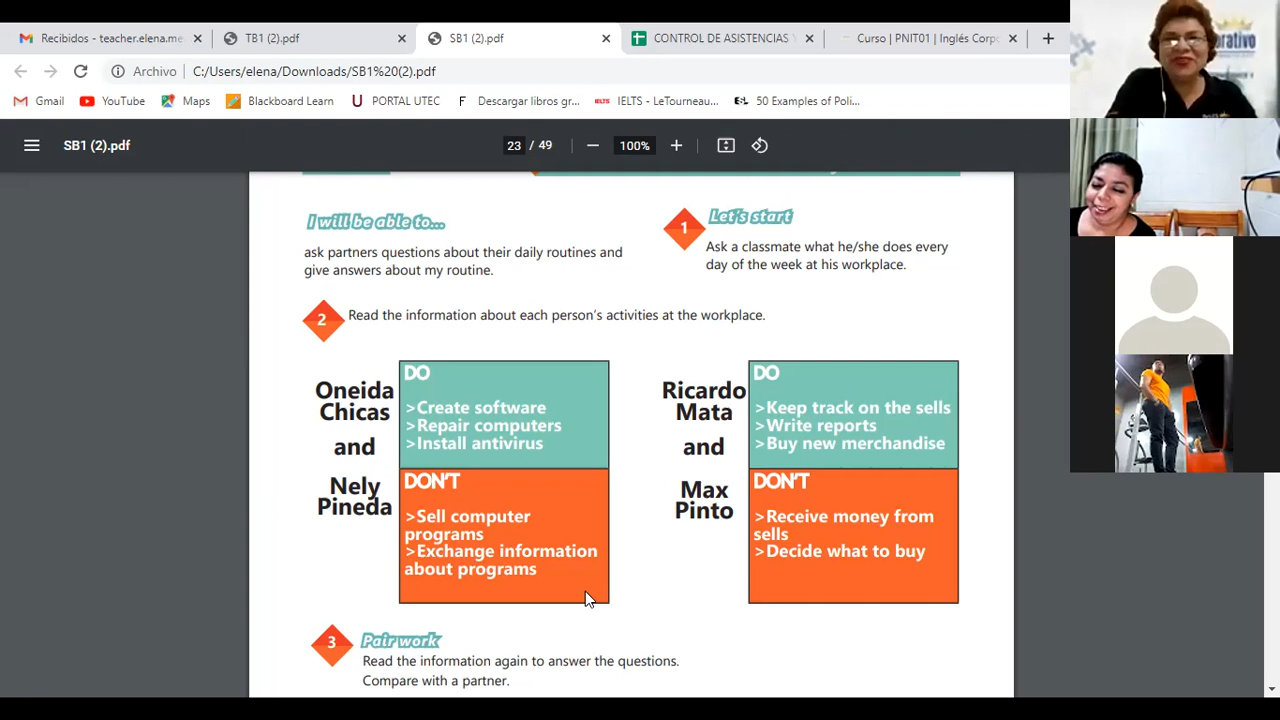 Recibidos - teacher.elena.me
TB1 (2).pdf
SB1 (2).pdf
CONTROL DE ASISTENCIAS Y
Curso | PNIT01 | Inglés Corpo
Archivo
C:/Users/elena/Downloads/SB1%20(2).pdf
Gmail
YouTube
Maps
Blackboard Learn
PORTAL UTEC
F Descargar libros gr...
IELTS IELTS - LeTourneau...
ESL 50 Examples of Poli...
SB1 (2).pdf
23 / 49
100%
I will be able to...
ask partners questions about their daily routines and
give answers about my routine.
1 Let's start
Ask a classmate what he/she does every
day of the week at his workplace.
2 Read the information about each person's activities at the workplace.
Oneida
Chicas
and
Nely
Pineda
DO
>Create software
>Repair computers
>Install antivirus
DON'T
>Sell computer
programs
>Exchange information
about programs
Ricardo
Mata
and
Max
Pinto
DO
>Keep track on the sells
>Write reports
>Buy new merchandise
DON'T
>Receive money from
sells
>Decide what to buy
3 Pair work
Read the information again to answer the questions.
Compare with a partner.
orativo